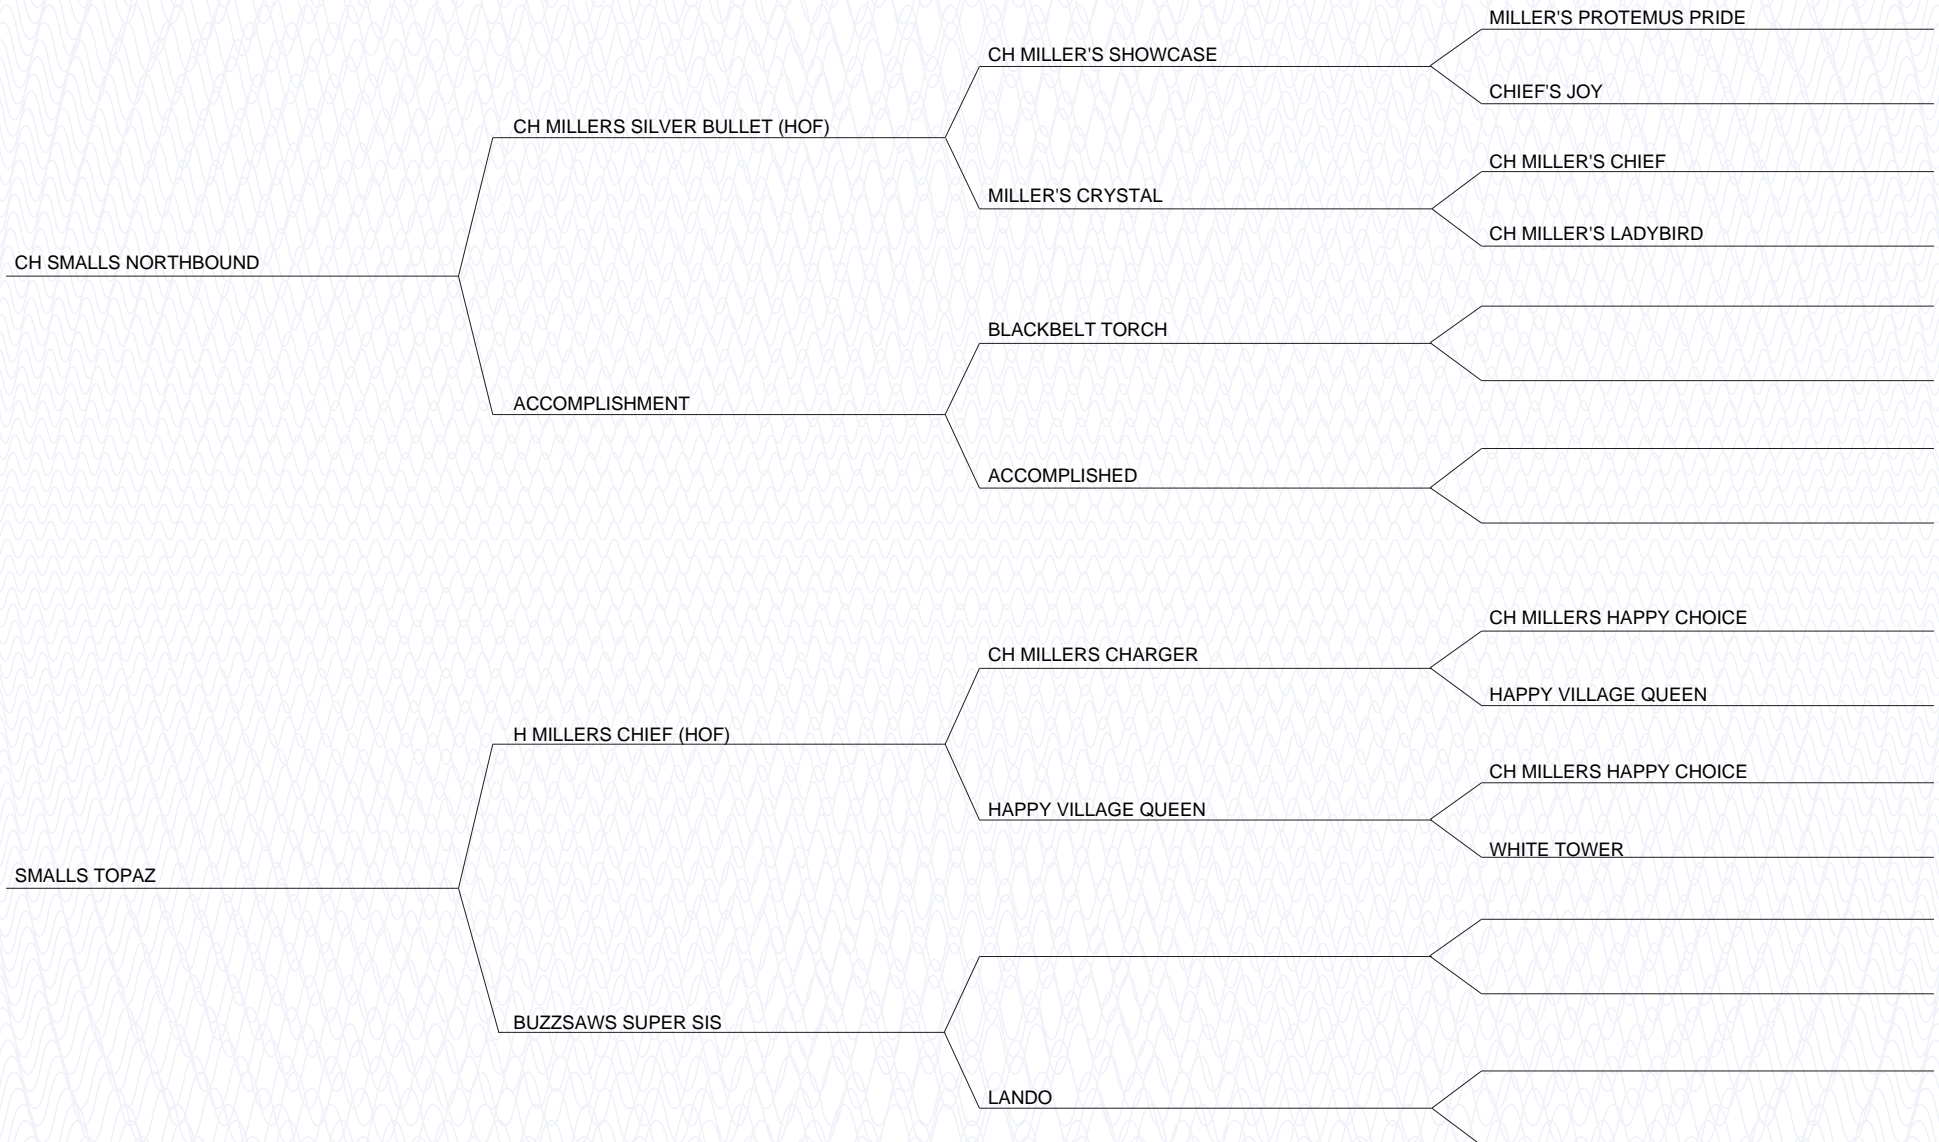 MILLER'S PROTEMUS PRIDE
CH MILLER'S SHOWCASE
CHIEF'S JOY
CH MILLERS SILVER BULLET (HOF)
CH MILLER'S CHIEF
MILLER'S CRYSTAL
CH MILLER'S LADYBIRD
CH SMALLS NORTHBOUND
BLACKBELT TORCH
ACCOMPLISHMENT
ACCOMPLISHED
CH MILLERS HAPPY CHOICE
CH MILLERS CHARGER
HAPPY VILLAGE QUEEN
H MILLERS CHIEF (HOF)
CH MILLERS HAPPY CHOICE
HAPPY VILLAGE QUEEN
WHITE TOWER
SMALLS TOPAZ
BUZZSAWS SUPER SIS
LANDO